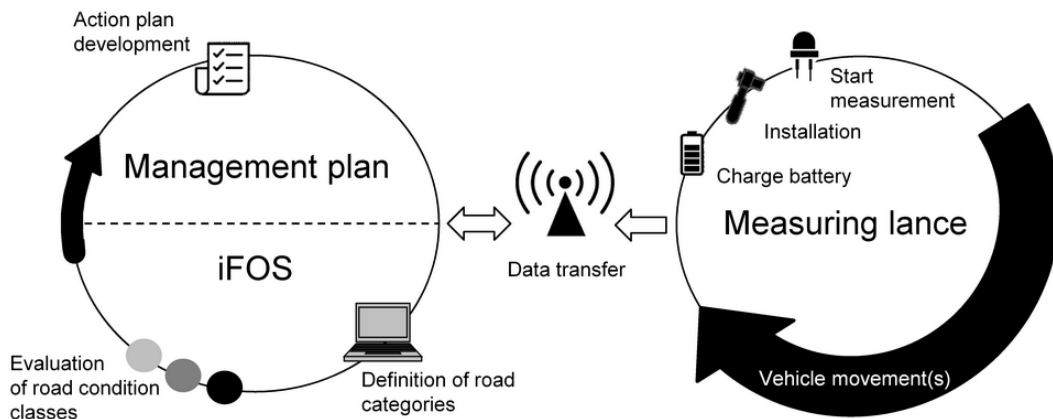 Action plan
development
Management plan
iFOS
Evaluation
of road condition
classes
Definition of road
categories
Data transfer
Start
measurement
Installation
Charge battery
Measuring lance
Vehicle movement(s)